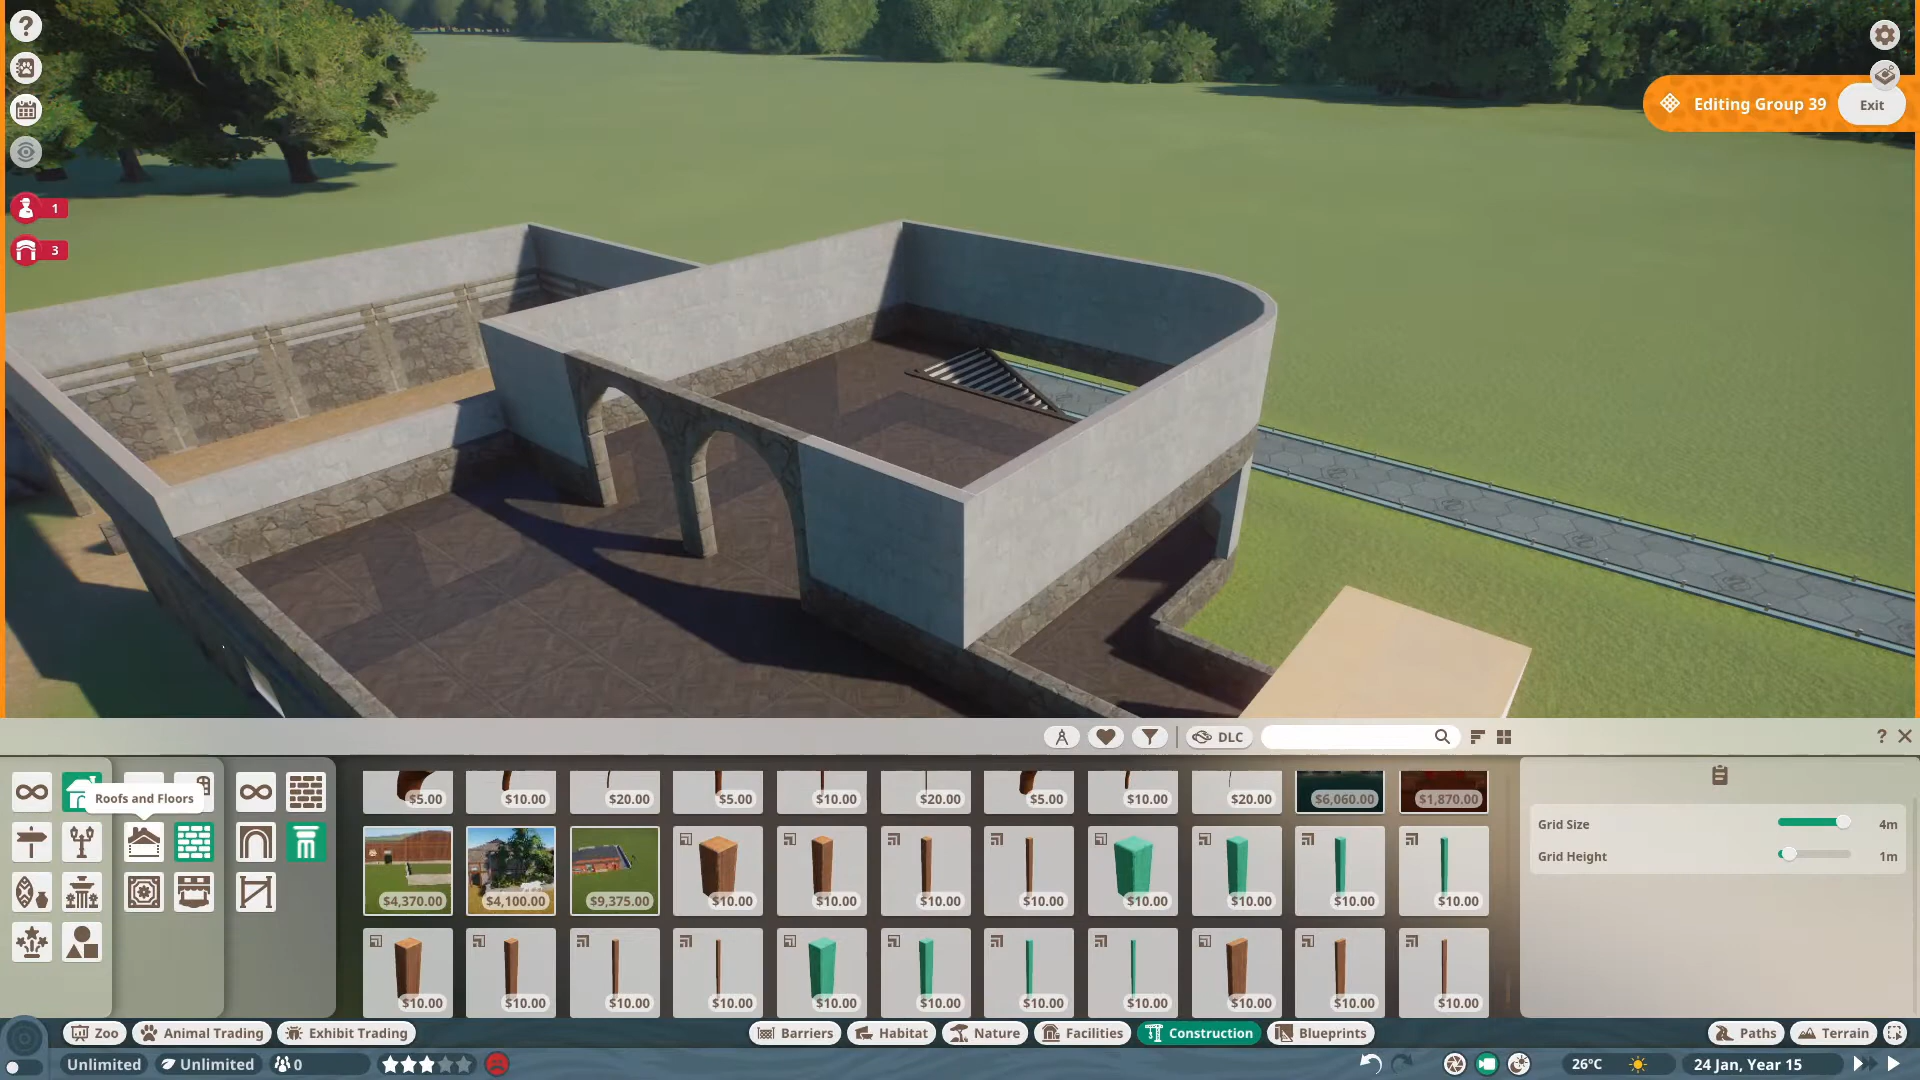 ?
Editing Group 39 Exit
1
3
DLC
?
Roofs and Floors
$5.00 $10.00 $20.00 $5.00 $10.00 $20.00 $5.00 $10.00 $20.00 $6,060.00 $1,870.00
$4,370.00 $4,100.00 $9,375.00 $10.00 $10.00 $10.00 $10.00 $10.00 $10.00 $10.00 $10.00
$10.00 $10.00 $10.00 $10.00 $10.00 $10.00 $10.00 $10.00 $10.00 $10.00 $10.00
Grid Size 4m
Grid Height 1m
Zoo Animal Trading Exhibit Trading Barriers Habitat Nature Facilities Construction Blueprints Paths Terrain
Unlimited Unlimited 0 26°C 24 Jan, Year 15